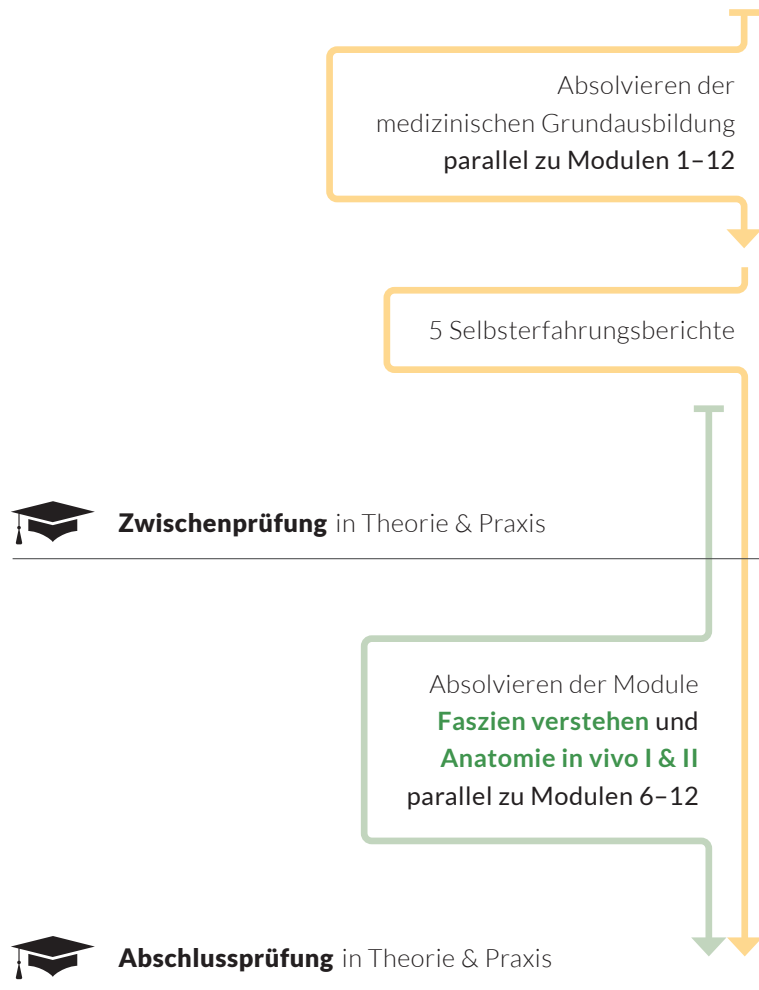 Absolvieren der
medizinischen Grundausbildung
parallel zu Modulen 1–12
5 Selbsterfahrungsberichte
Zwischenprüfung in Theorie & Praxis
Absolvieren der Module
Faszien verstehen und
Anatomie in vivo I & II
parallel zu Modulen 6–12
Abschlussprüfung in Theorie & Praxis